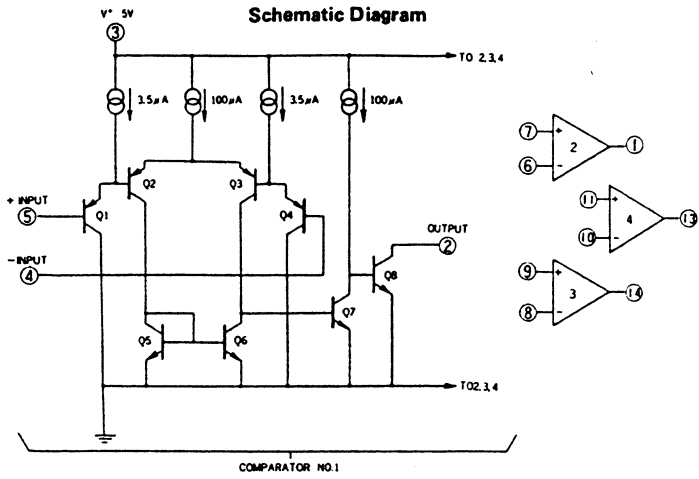 Schematic Diagram
V+ 5V
3
TO 2,3,4
3.5µA
100µA
3.5µA
100µA
7
+
2
1
6
-
Q2
Q3
+INPUT
5
Q1
Q4
11
+
4
13
10
-
OUTPUT
2
-INPUT
4
Q8
9
+
3
14
8
-
Q7
Q5
Q6
TO2,3,4
COMPARATOR NO.1